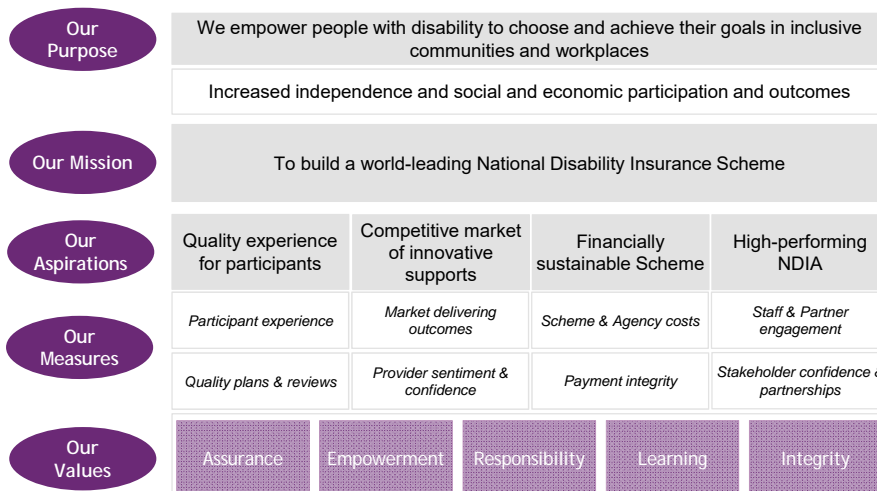 Our
Purpose
We empower people with disability to choose and achieve their goals in inclusive
communities and workplaces
Increased independence and social and economic participation and outcomes
Our Mission
To build a world-leading National Disability Insurance Scheme
Our
Aspirations
Quality experience
for participants
Competitive market
of innovative
supports
Financially
sustainable Scheme
High-performing
NDIA
Our
Measures
Participant experience
Market delivering
outcomes
Scheme & Agency costs
Staff & Partner
engagement
Quality plans & reviews
Provider sentiment &
confidence
Payment integrity
Stakeholder confidence &
partnerships
Our
Values
Assurance
Empowerment
Responsibility
Learning
Integrity